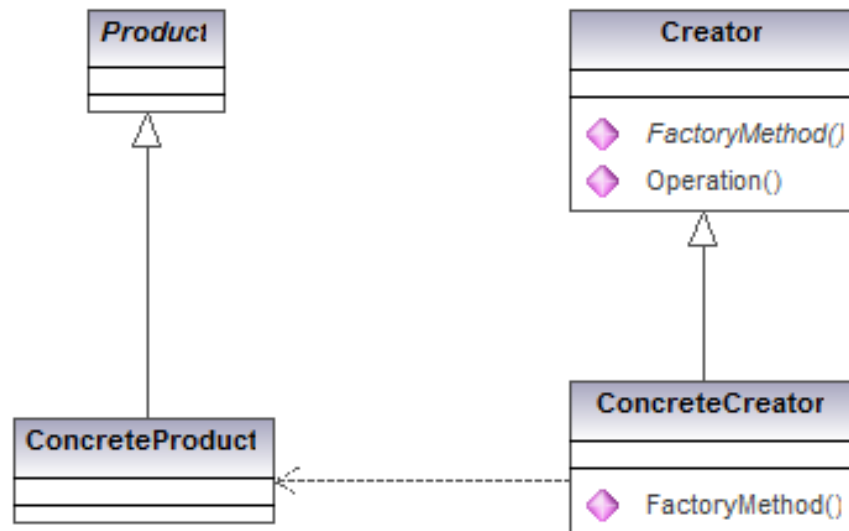 Product
Creator
FactoryMethod()
Operation()
ConcreteProduct
ConcreteCreator
FactoryMethod()